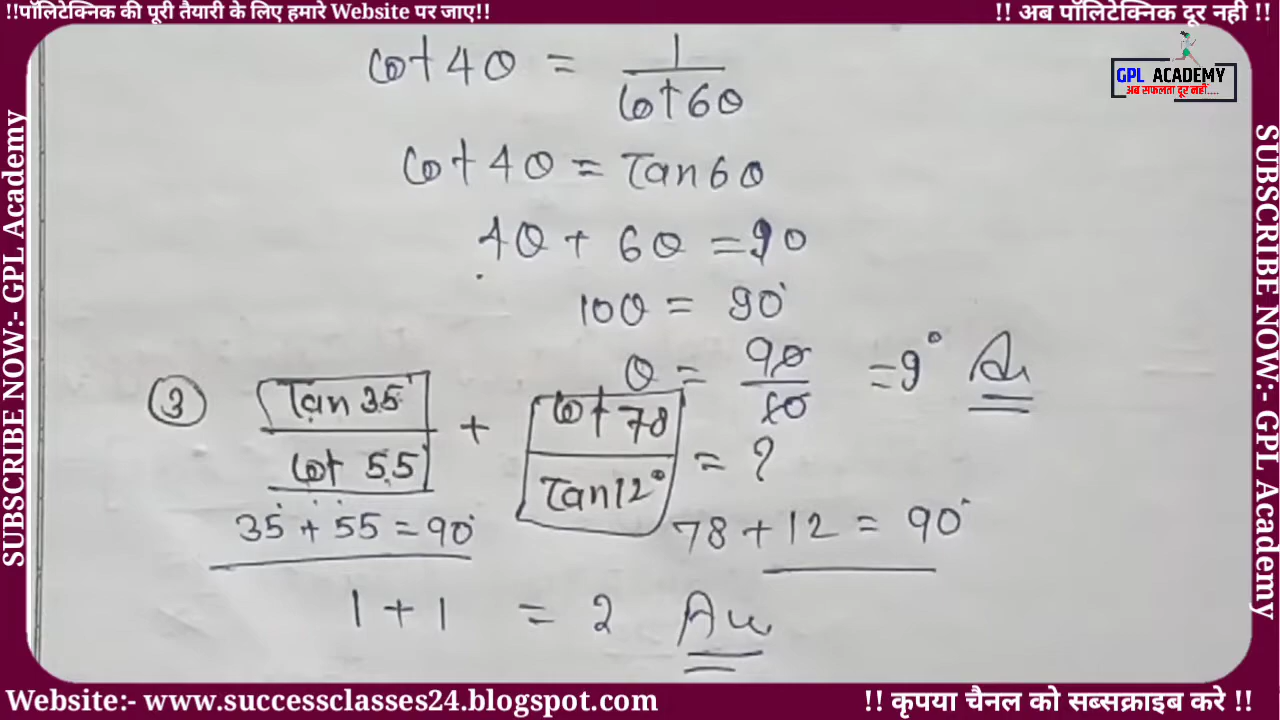 !!पॉलिटेक्निक की पूरी तैयारी के लिए हमारे Website पर जाए!!
!! अब पॉलिटेक्निक दूर नही !!
GPL ACADEMY
अब सफलता दूर नहीं.....
SUBSCRIBE NOW:- GPL Academy
SUBSCRIBE NOW:- GPL Academy
cot 4θ = 1/cot 6θ
cot 4θ = Tan 6θ
4θ + 6θ = 90
10θ = 90°
θ = 90/10 = 9° Au
③ Tan 35°/cot 55° + cot 78/Tan 12° = ?
35° + 55° = 90°
78 + 12 = 90°
1 + 1 = 2 Au
Website:- www.successclasses24.blogspot.com
!! कृपया चैनल को सब्सक्राइब करे !!